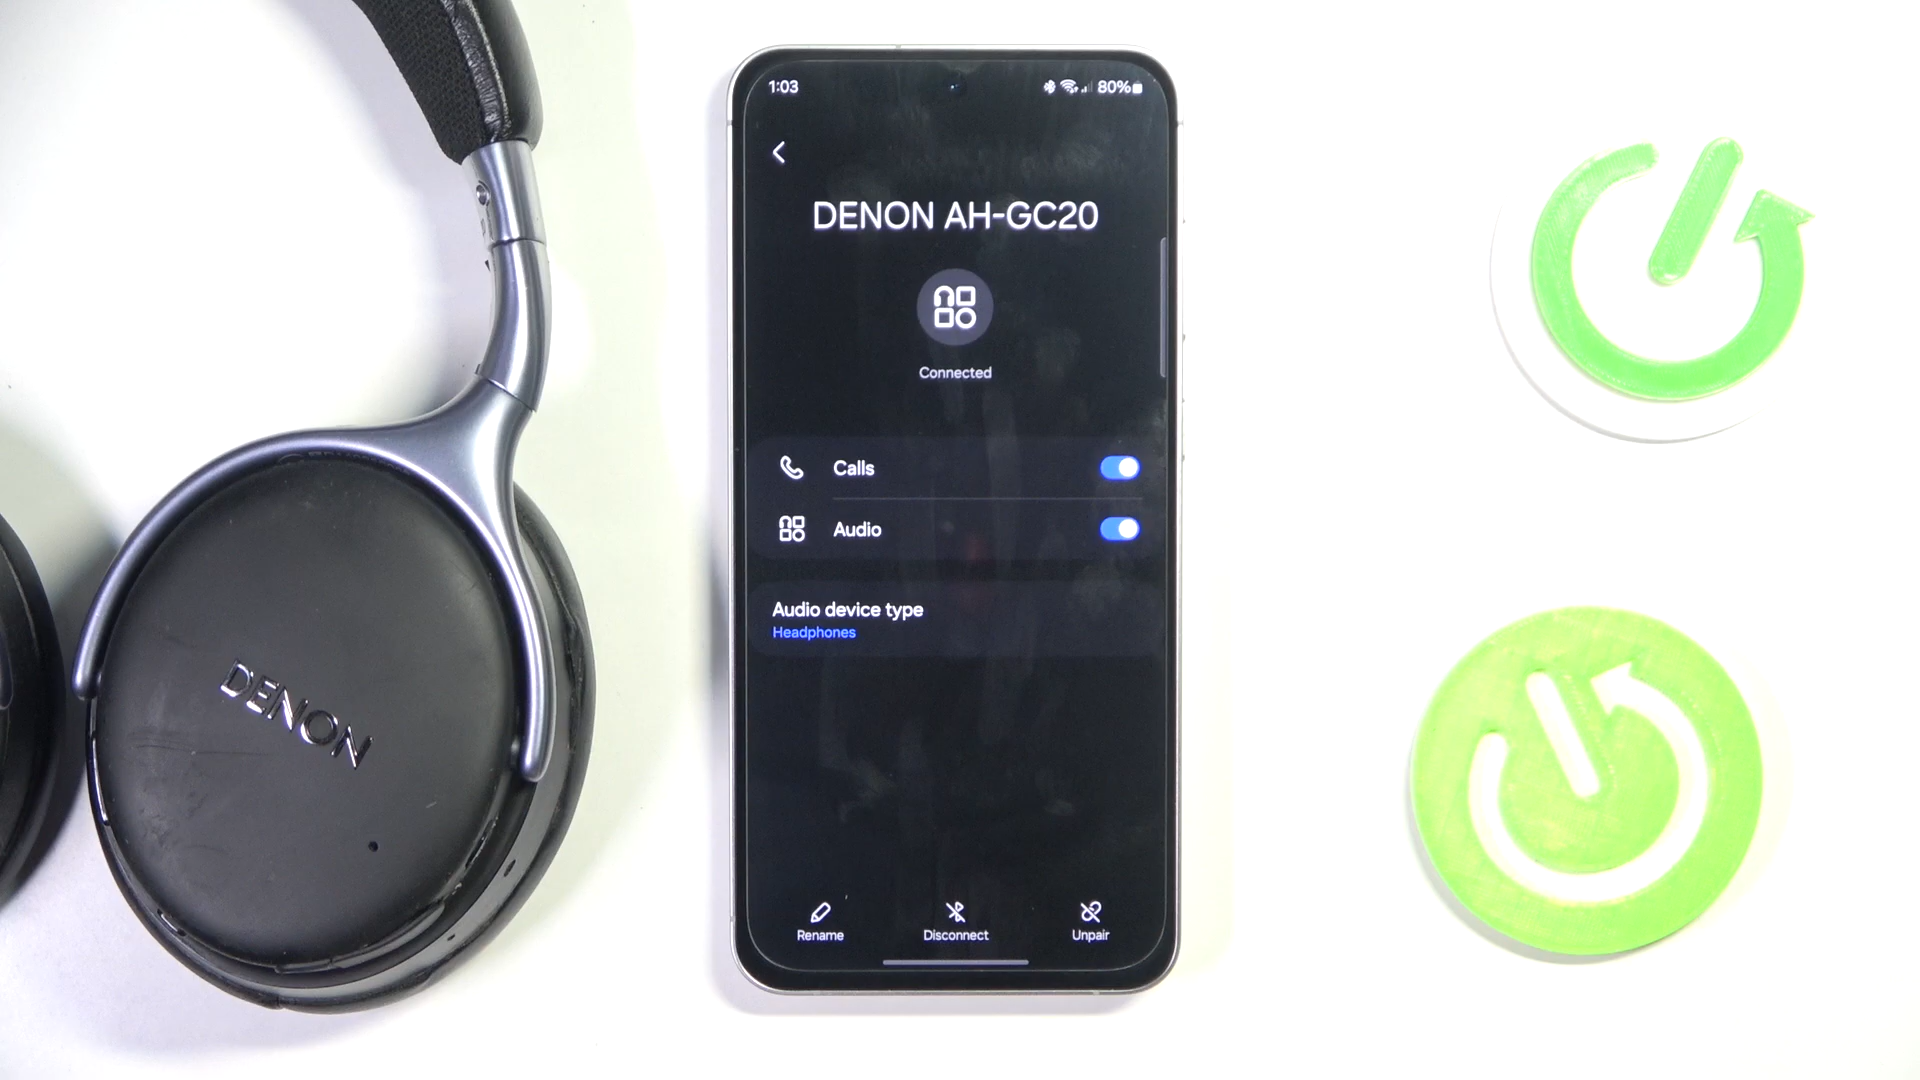 DENON
1:03
80%
DENON AH-GC20
Connected
Calls
Audio
Audio device type
Headphones
Rename
Disconnect
Unpair